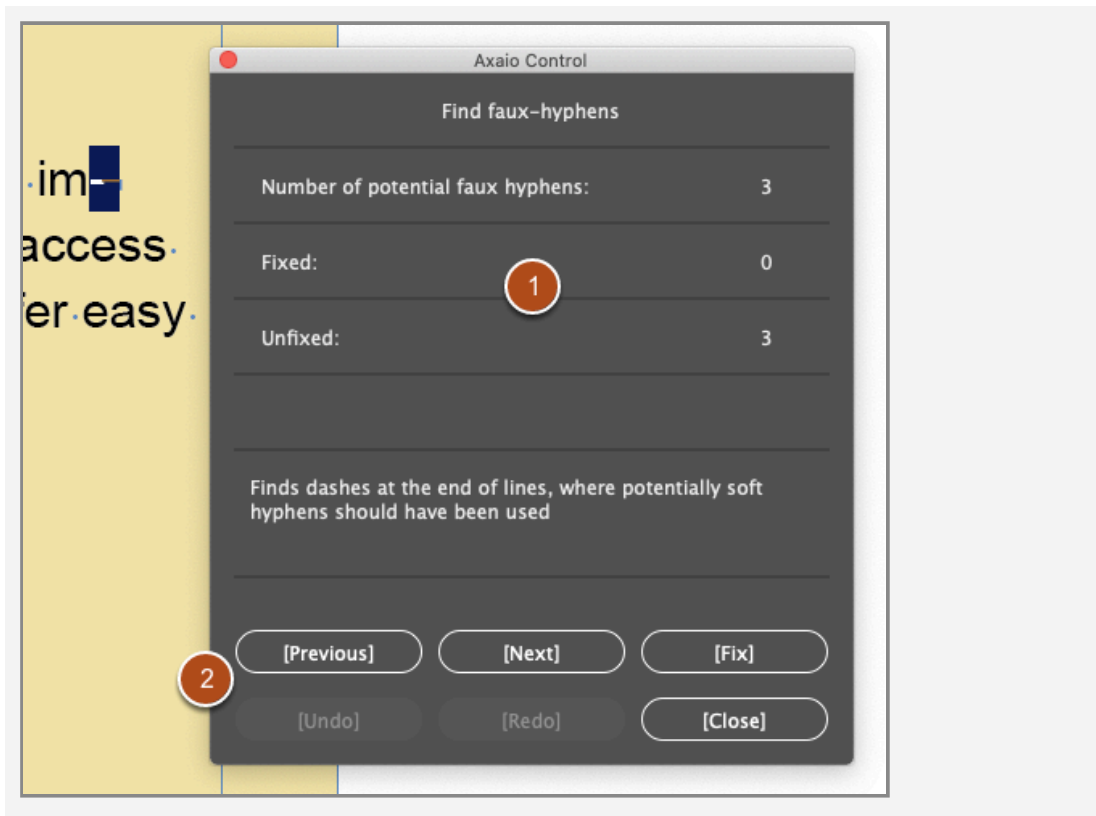 Axaio Control
Find faux-hyphens
im-
access
er easy
Number of potential faux hyphens: 3
Fixed: 0
1
Unfixed: 3
Finds dashes at the end of lines, where potentially soft
hyphens should have been used
[Previous] [Next] [Fix]
2
[Undo] [Redo] [Close]